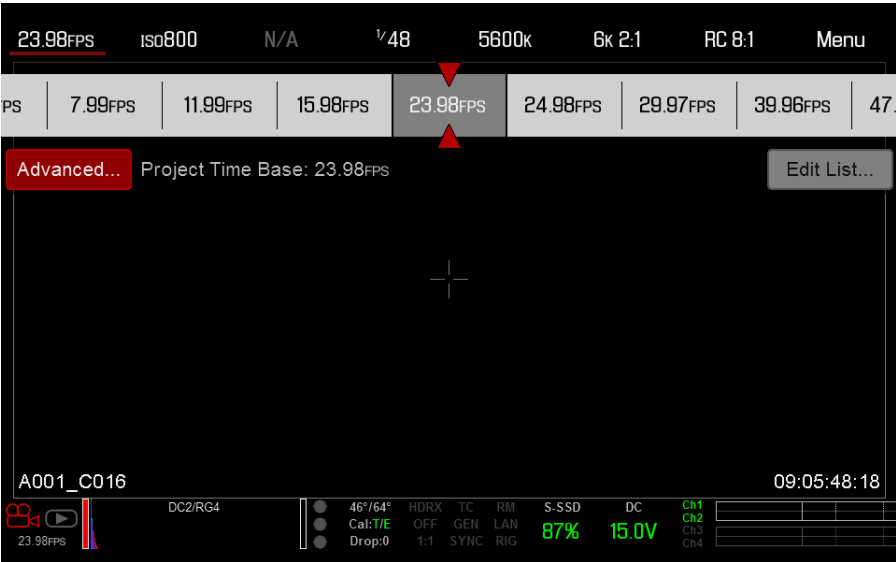 23.98FPS ISO800 N/A 1/48 5600K 6K 2:1 RC 8:1 Menu
PS 7.99FPS 11.99FPS 15.98FPS 23.98FPS 24.98FPS 29.97FPS 39.96FPS 47.
Advanced... Project Time Base: 23.98FPS Edit List...
A001_C016 09:05:48:18
DC2/RG4 46°/64° HDRX TC RM S-SSD DC Ch1
Cal:T/E OFF GEN LAN 87% 15.0V Ch2
23.98FPS Drop:0 1:1 SYNC RIG Ch3
Ch4